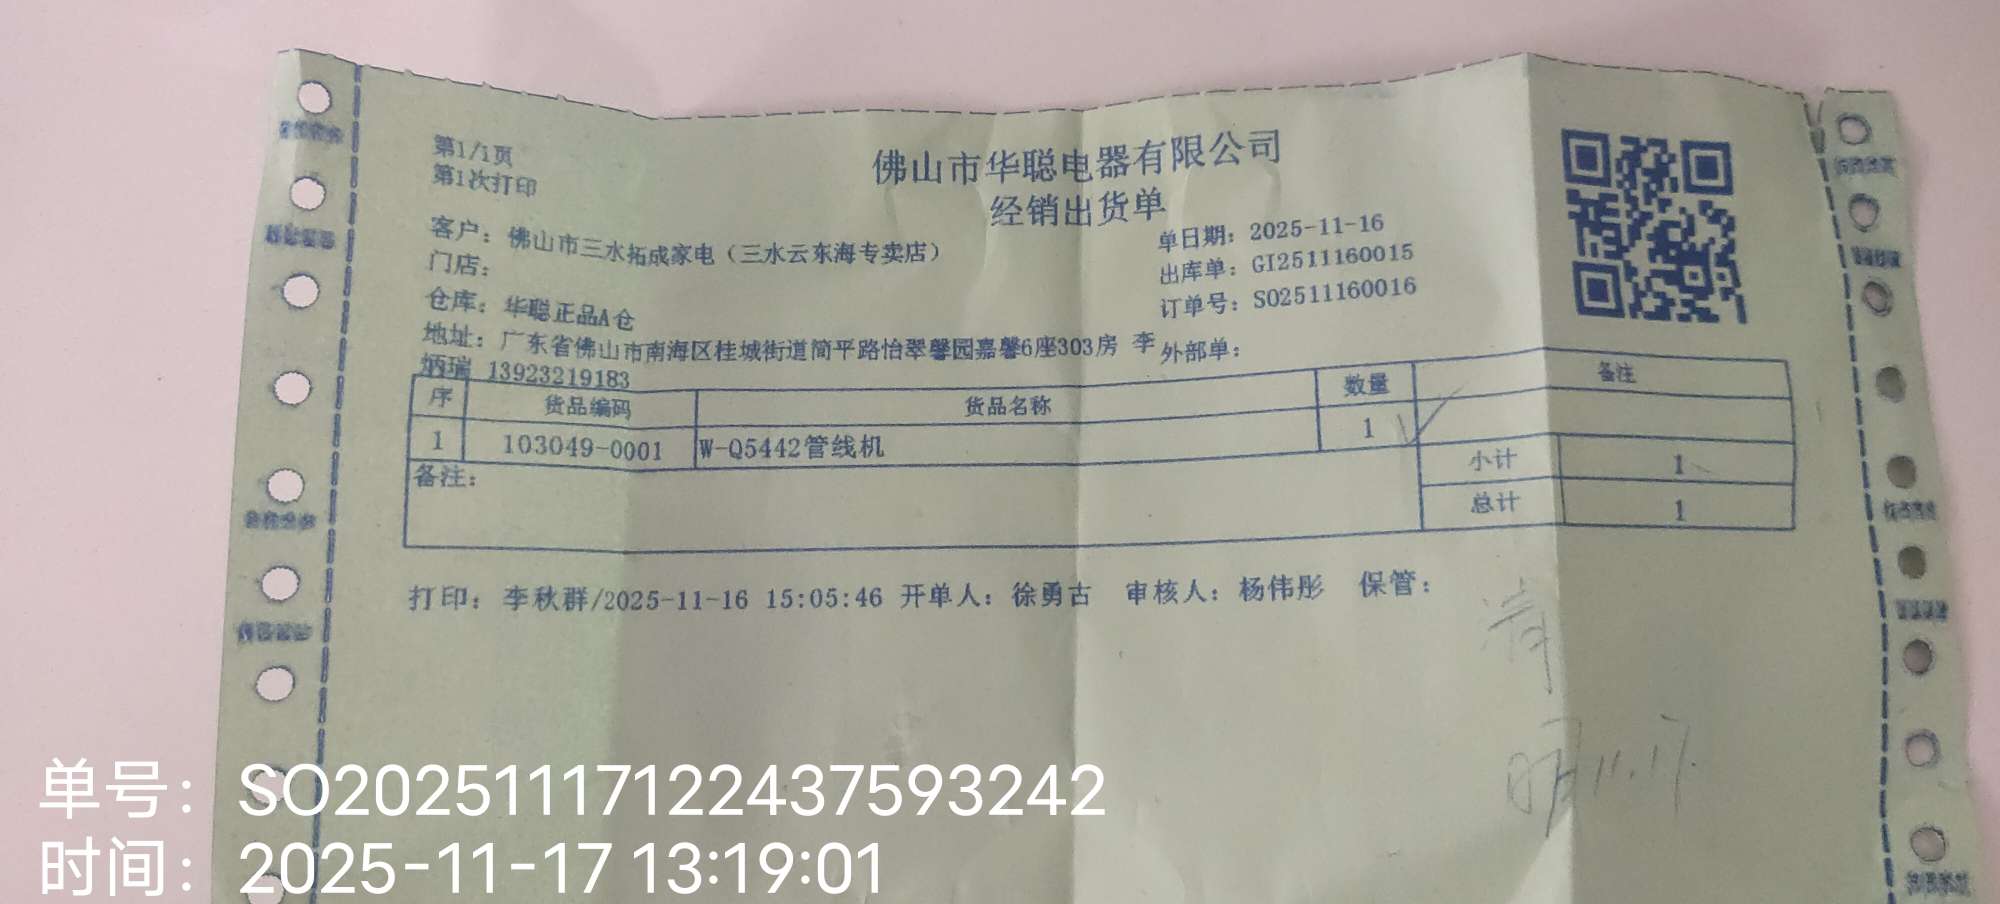 第1/1页
第1次打印
佛山市华聪电器有限公司
经销出货单
客户：佛山市三水拓成家电（三水云东海专卖店）
单日期：2025-11-16
门店：
出库单：GI2511160015
仓库：华聪正品A仓
订单号：SO2511160016
地址：广东省佛山市南海区桂城街道简平路怡翠馨园嘉馨6座303房 李
外部单：
炳瑞 13923219183
序 货品编码 货品名称 数量 备注
1 103049-0001 W-Q5442管线机 1
小计 1
备注：
总计 1
打印：李秋群/2025-11-16 15:05:46 开单人：徐勇古 审核人：杨伟彤 保管：
11.17.
单号：SO202511171224375932​42
时间：2025-11-17 13:19:01